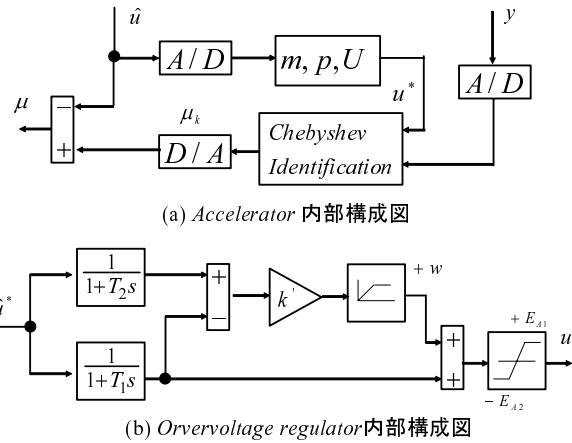 û
y
A / D
m, p, U
A / D
u*
μ
−
+
μk
D / A
Chebyshev
Identification
(a) Accelerator 内部構成図
û*
1
1+T2s
+
−
k'
+ w
1
1+T1s
+
+
+ EA1
u
− EA2
(b) Orvervoltage regulator内部構成図